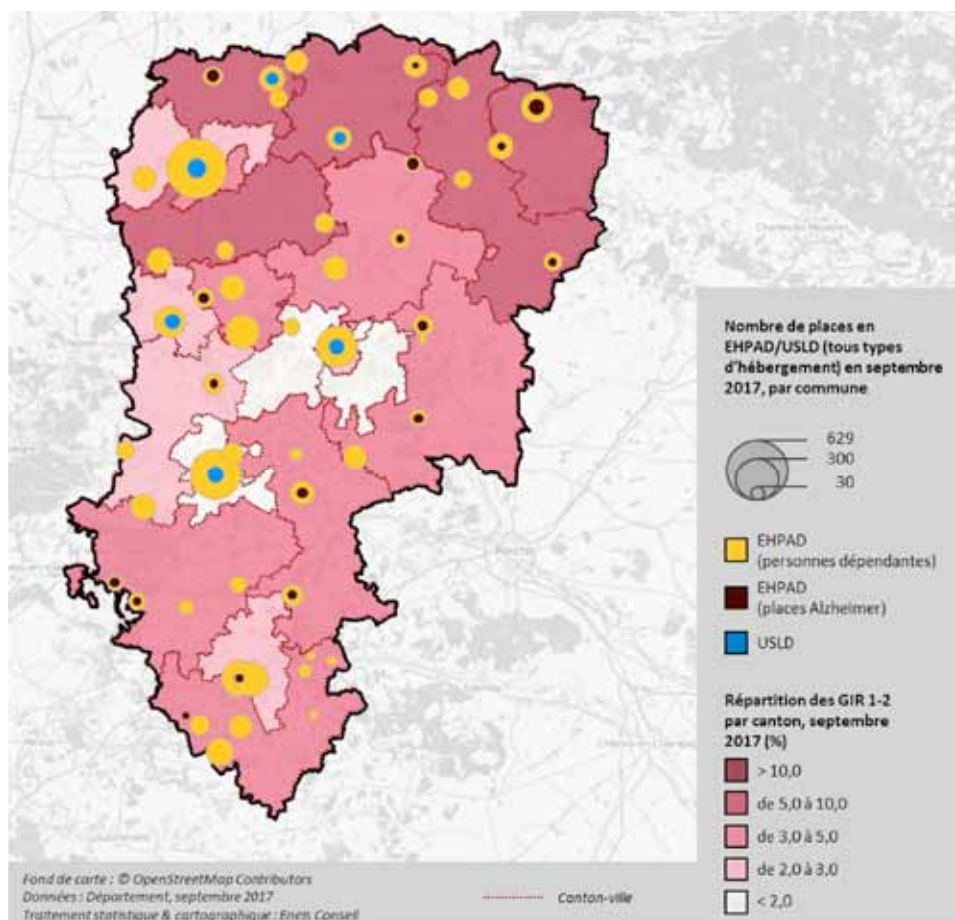 Nombre de places en
EHPAD/USLD (tous types
d'hébergement) en septembre
2017, par commune
629
300
30
EHPAD
(personnes dépendantes)
EHPAD
(places Alzheimer)
USLD
Répartition des GIR 1-2
par canton, septembre
2017 (%)
> 10,0
de 5,0 à 10,0
de 3,0 à 5,0
de 2,0 à 3,0
< 2,0
Fond de carte : © OpenStreetMap Contributors
Données : Département, septembre 2017
Traitement statistique & cartographique : Eneis Conseil
Canton-ville